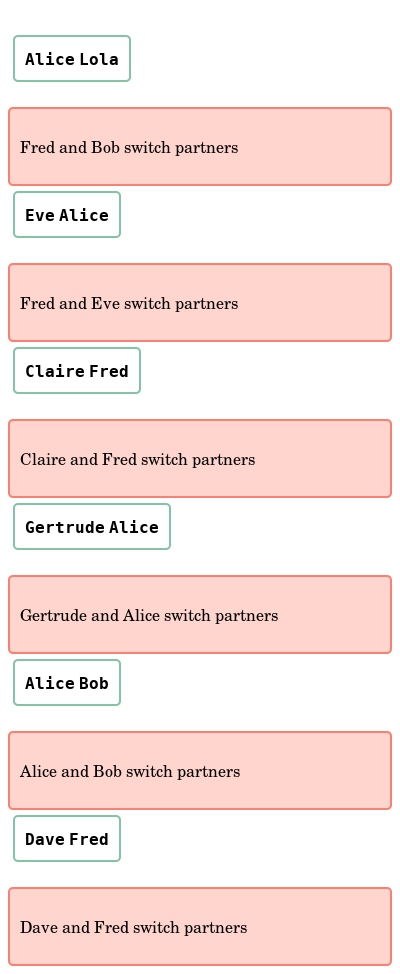 Alice Lola
Fred and Bob switch partners
Eve Alice
Fred and Eve switch partners
Claire Fred
Claire and Fred switch partners
Gertrude Alice
Gertrude and Alice switch partners
Alice Bob
Alice and Bob switch partners
Dave Fred
Dave and Fred switch partners